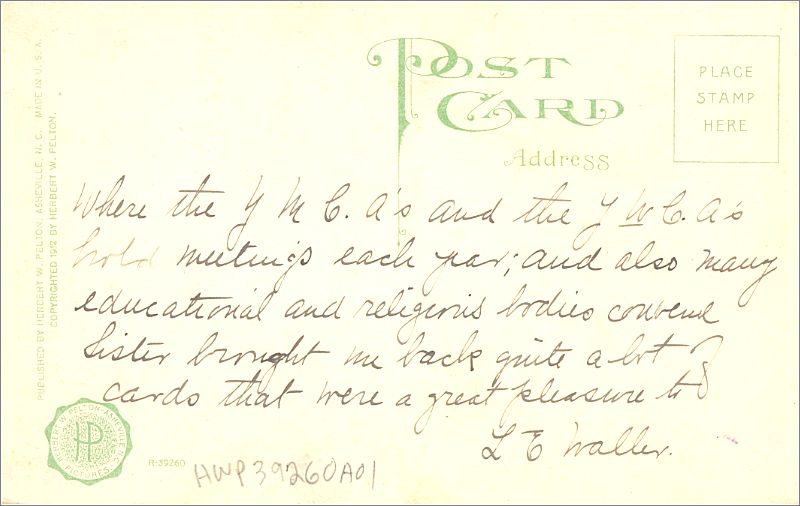 POST
CARD
Address
PLACE
STAMP
HERE
Where the Y M C. A's and the Y W C. A's
hold meetings each year; and also many
educational and religious bodies convene
Sister brought me back quite a lot of
cards that were a great pleasure to
L E Waller.
PUBLISHED BY HERBERT W. PELTON, ASHEVILLE, N. C. MADE IN U. S. A.
COPYRIGHTED 1912 BY HERBERT W. PELTON.
HP
R-39260
HWP39260A01